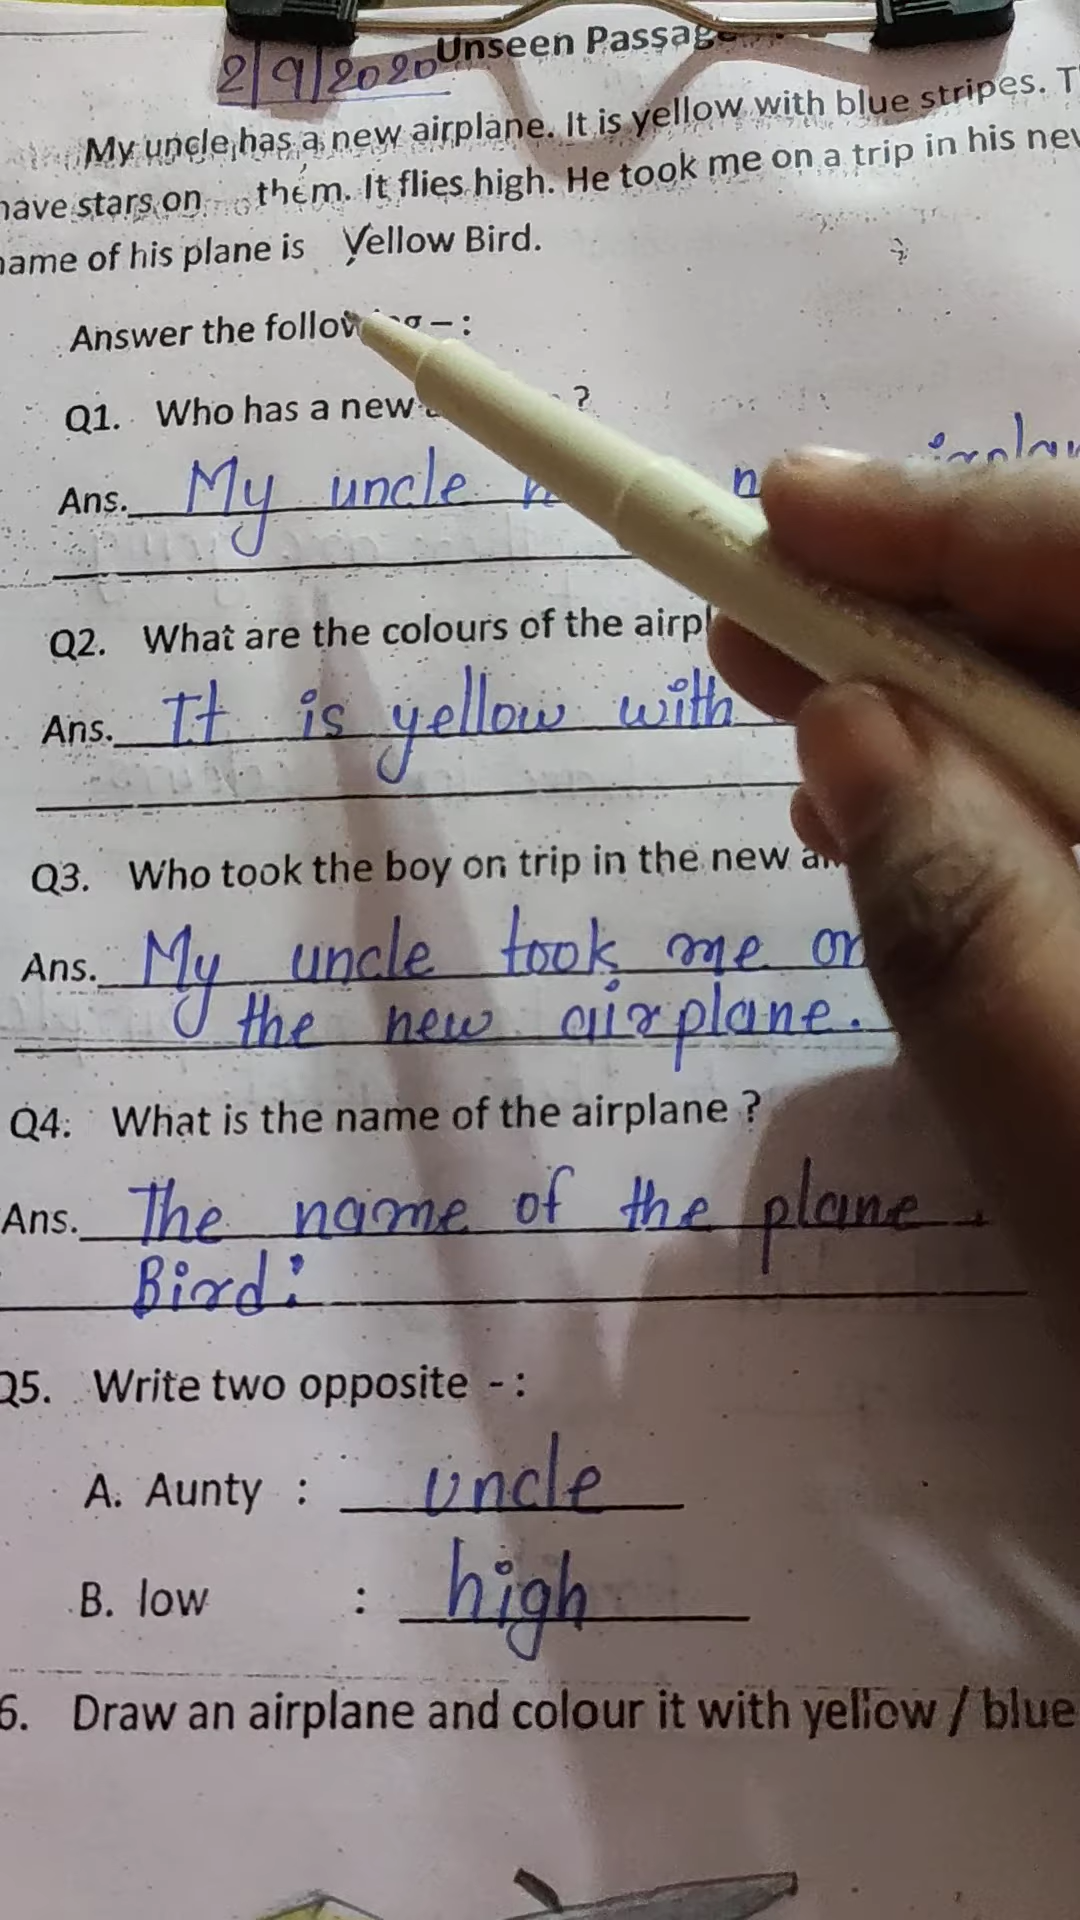 Unseen Passage
2/9/2020
My uncle has a new airplane. It is yellow with blue stripes.
have stars on them. It flies high. He took me on a trip in his
name of his plane is Yellow Bird.
Answer the following - :
Q1. Who has a new ?
Ans. My uncle
Q2. What are the colours of the
Ans. It is yellow with
Q3. Who took the boy on trip in the new
Ans. My uncle took me on
the new airplane.
Q4. What is the name of the airplane ?
Ans. The name of the plane
Bird.
Q5. Write two opposite - :
A. Aunty : uncle
B. low : high
6. Draw an airplane and colour it with yellow / blue